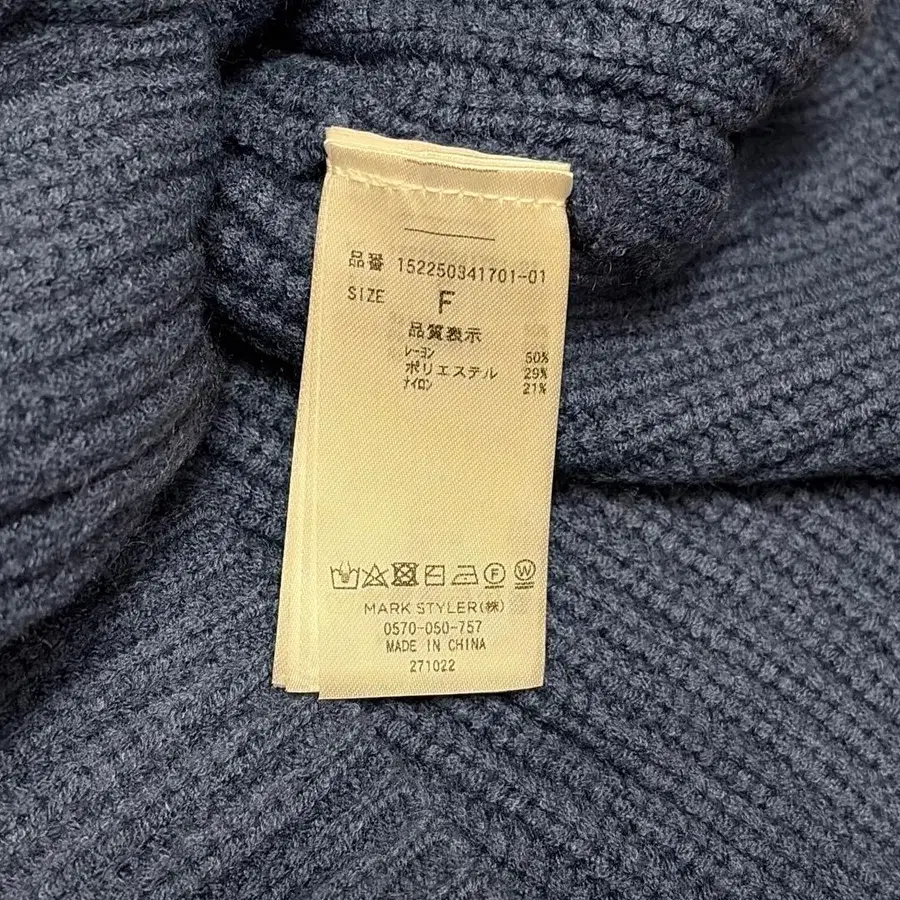 品番 152250341701-01
SIZE F
品質表示
レーヨン 50%
ポリエステル 29%
ナイロン 21%
F W
MARK STYLER(株)
0570-050-757
MADE IN CHINA
271022